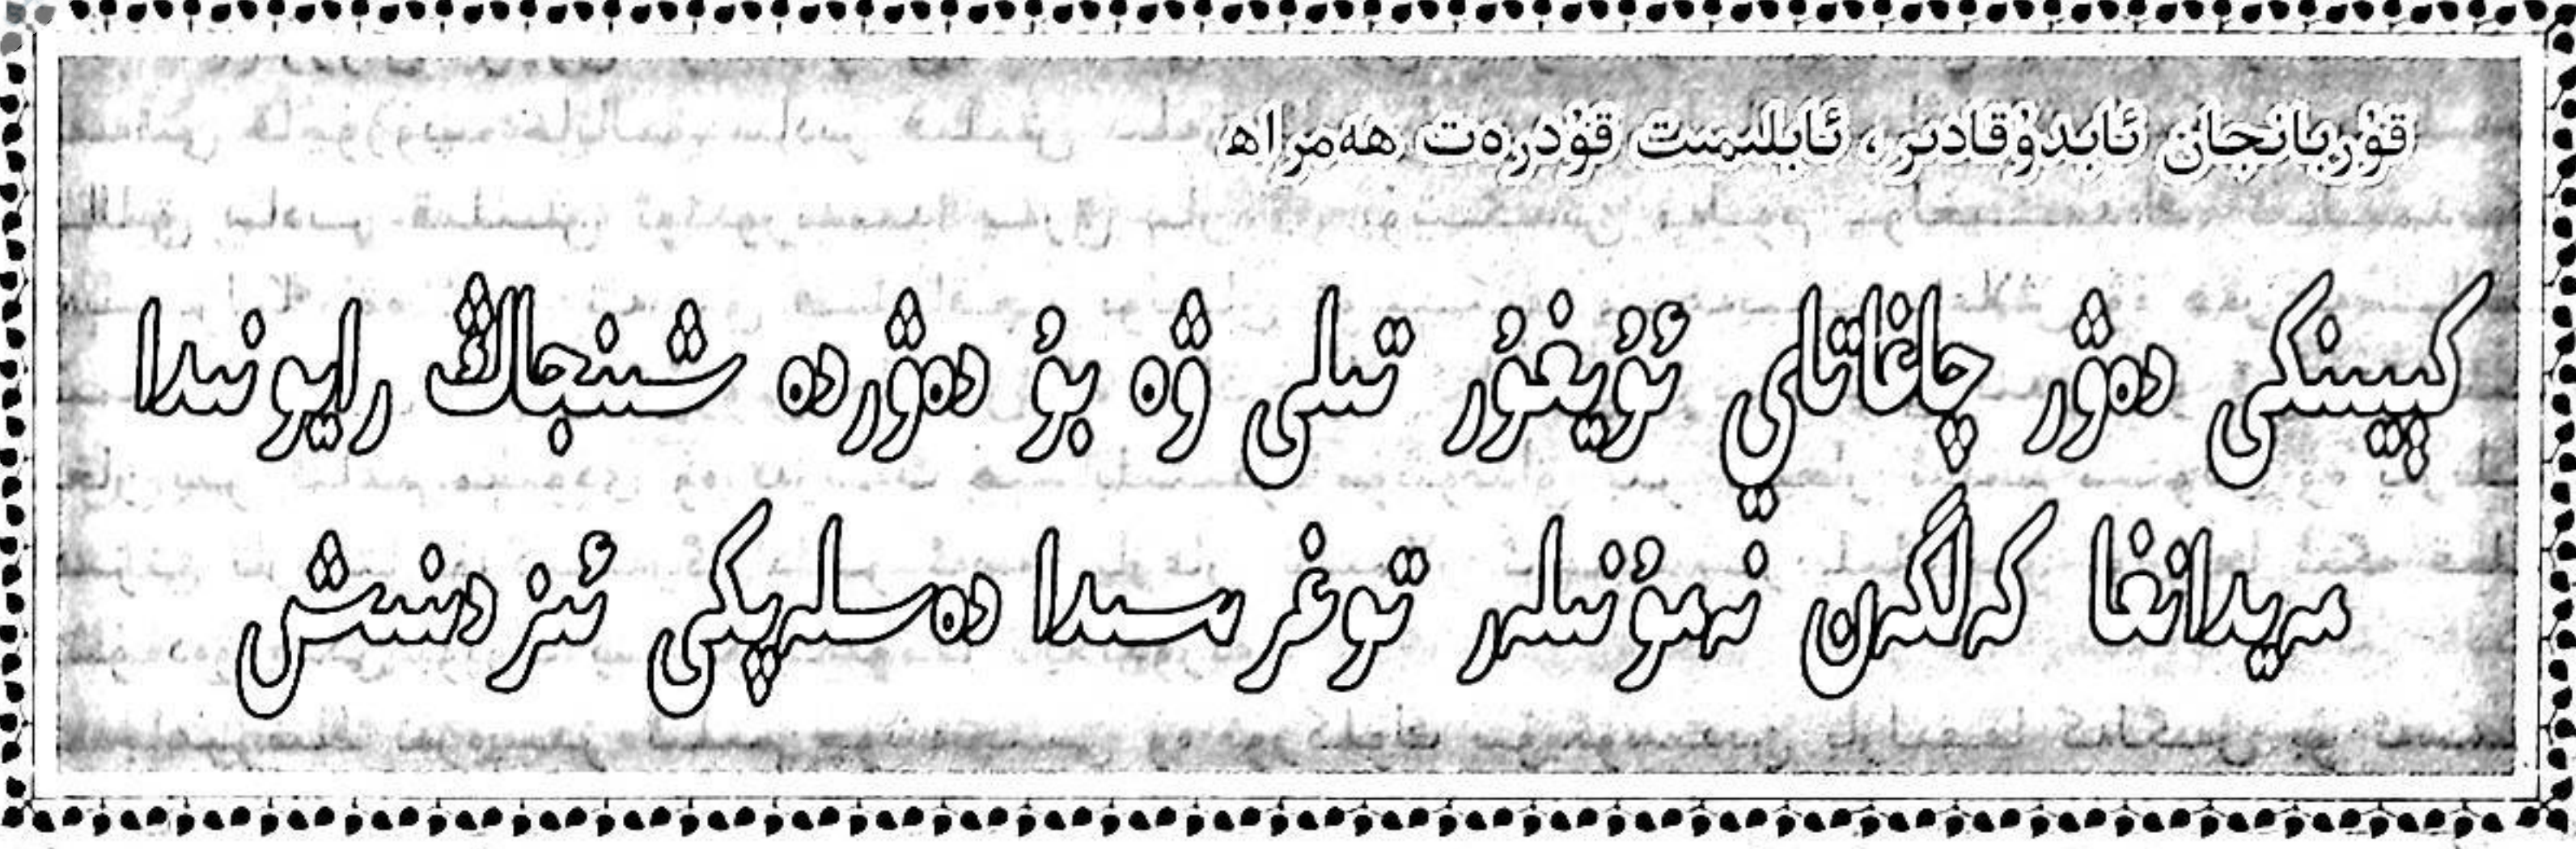 قۇربانجان ئابدۇقادىر، ئابلىمىت قۇدرەت ھەمراھ
كېيىنكى دەۋر چاغاتاي ئۇيغۇر تىلى ۋە بۇ دەۋردە شىنجاڭ رايونىدا
مەيدانغا كەلگەن نەمۇنىلەر توغرىسىدا دەسلەپكى ئىزدىنىش